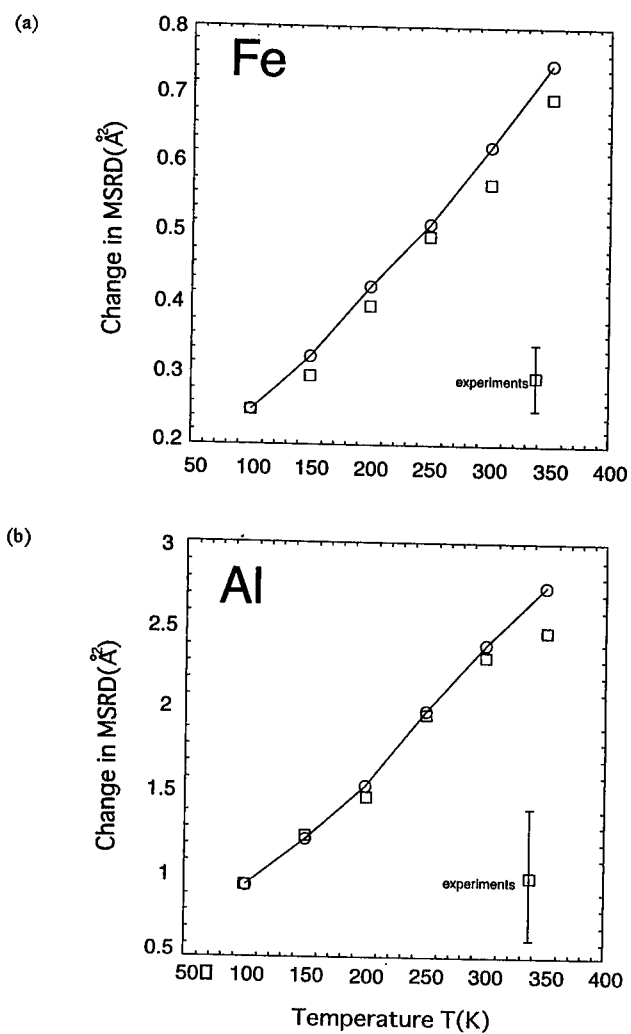 (a)
Fe
Change in MSRD(Å²)
0.8
0.7
0.6
0.5
0.4
0.3
0.2
experiments
50 100 150 200 250 300 350 400
(b)
Al
Change in MSRD(Å²)
3
2.5
2
1.5
1
0.5
experiments
50 100 150 200 250 300 350 400
Temperature T(K)